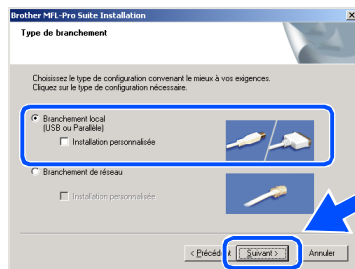 Brother MFL-Pro Suite Installation
Type de branchement
Choisissez le type de configuration convenant le mieux à vos exigences.
Cliquez sur le type de configuration nécessaire.
Branchement local
(USB ou Parallèle)
Installation personnalisée
Branchement de réseau
Installation personnalisée
< Précédent Suivant > Annuler